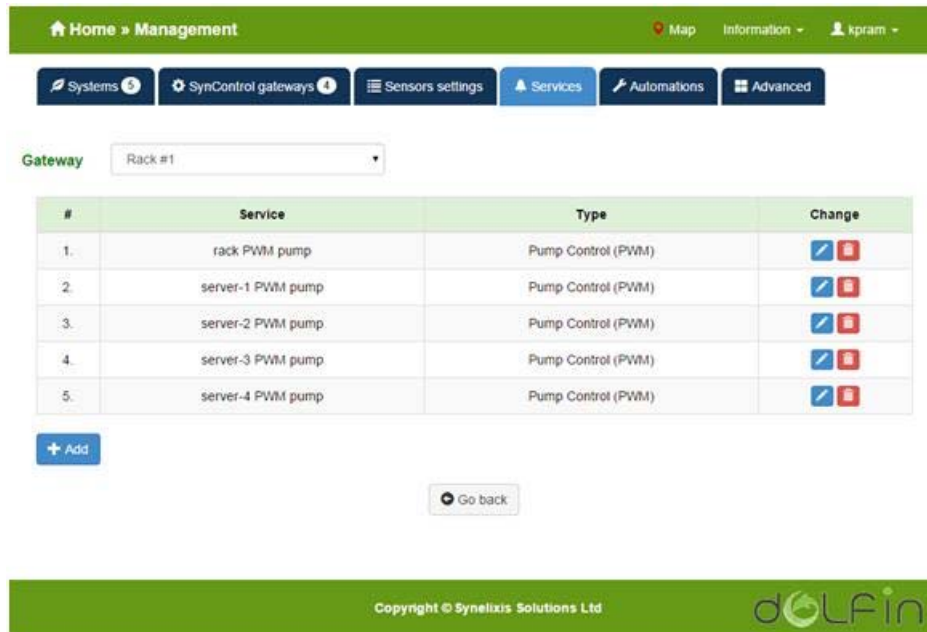 Home » Management Map Information kpram
Systems 5 SynControl gateways 4 Sensors settings Services Automations Advanced
Gateway Rack #1
# Service Type Change
1. rack PWM pump Pump Control (PWM)
2. server-1 PWM pump Pump Control (PWM)
3. server-2 PWM pump Pump Control (PWM)
4. server-3 PWM pump Pump Control (PWM)
5. server-4 PWM pump Pump Control (PWM)
+ Add
Go back
Copyright © Synelixis Solutions Ltd dOLFin